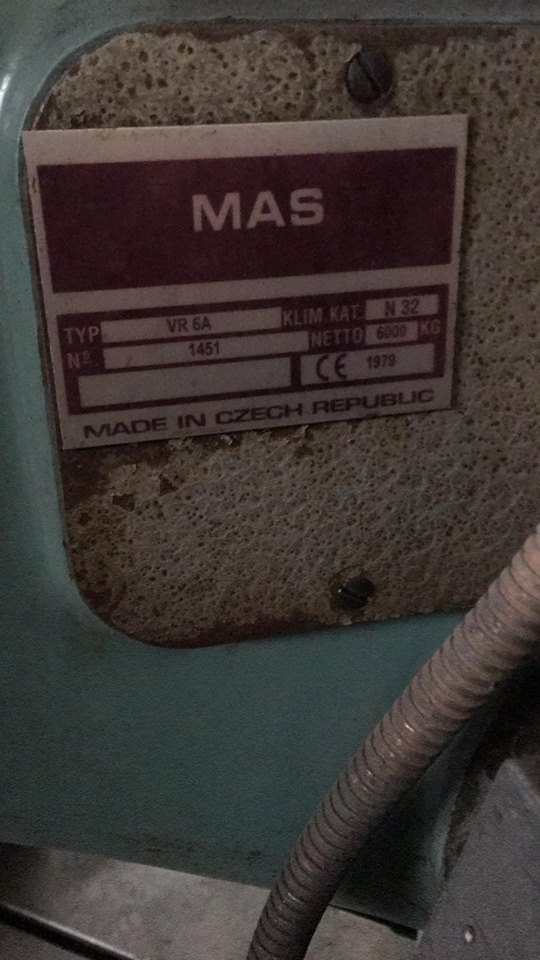 MAS
TYP VR 6A KLIM. KAT. N 32
Nº 1451 NETTO 6000 KG
CE 1979
MADE IN CZECH REPUBLIC